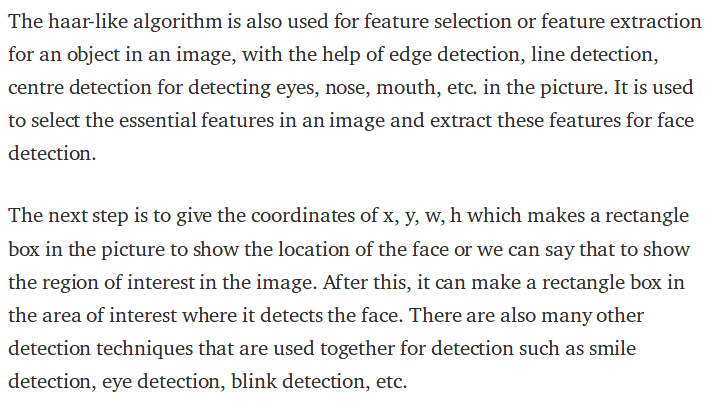 The haar-like algorithm is also used for feature selection or feature extraction
for an object in an image, with the help of edge detection, line detection,
centre detection for detecting eyes, nose, mouth, etc. in the picture. It is used
to select the essential features in an image and extract these features for face
detection.
The next step is to give the coordinates of x, y, w, h which makes a rectangle
box in the picture to show the location of the face or we can say that to show
the region of interest in the image. After this, it can make a rectangle box in
the area of interest where it detects the face. There are also many other
detection techniques that are used together for detection such as smile
detection, eye detection, blink detection, etc.